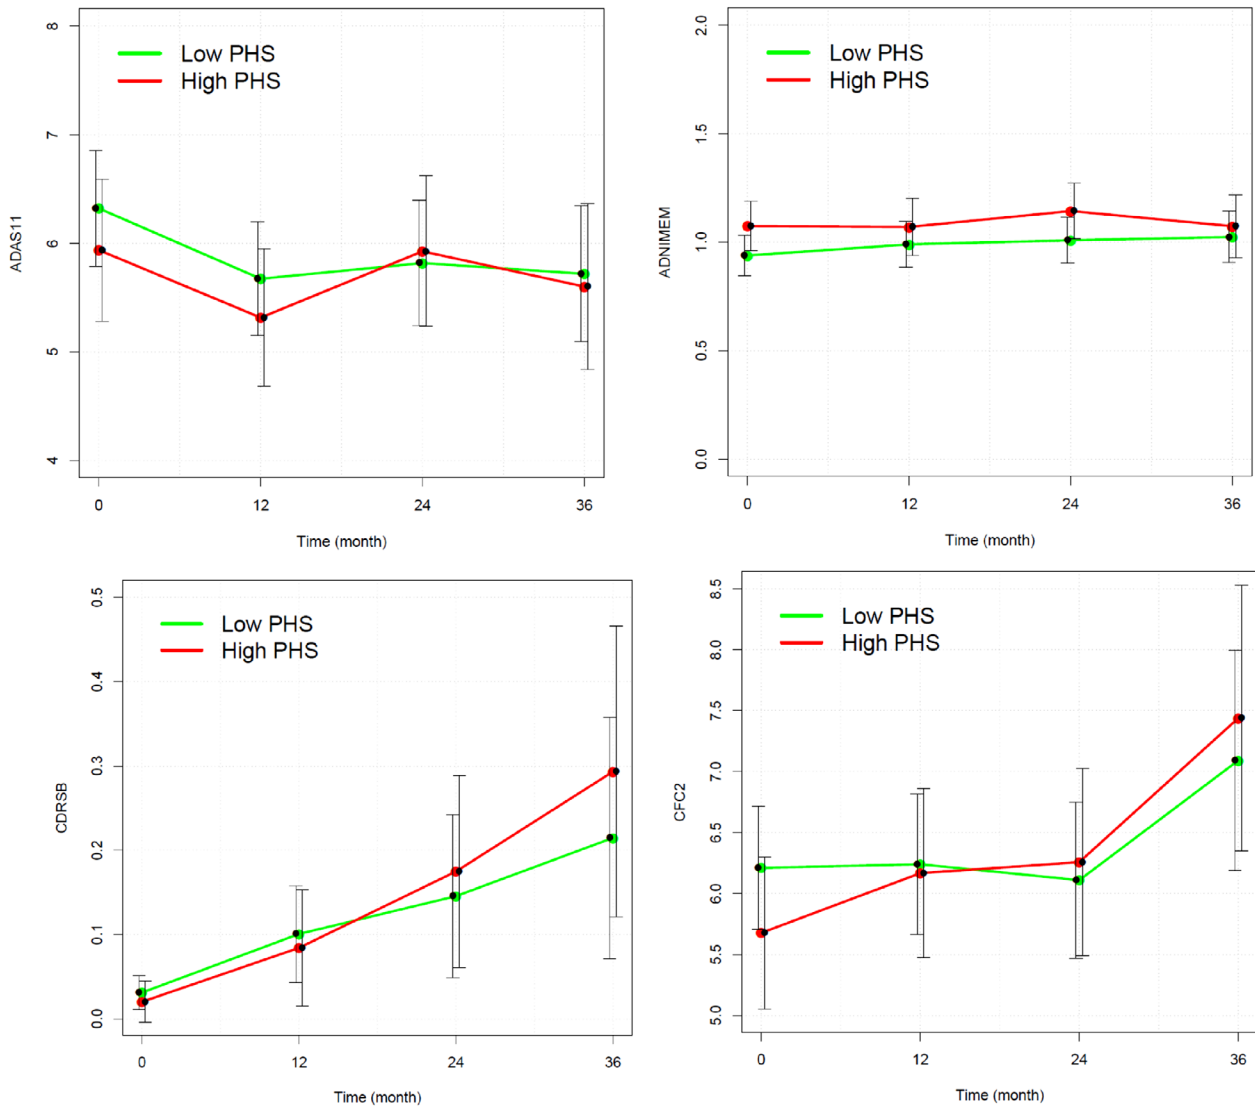 Low PHS
High PHS
ADAS11
8
7
6
5
4
0 12 24 36
Time (month)
Low PHS
High PHS
ADNIMEM
2.0
1.5
1.0
0.5
0.0
0 12 24 36
Time (month)
Low PHS
High PHS
CDRSB
0.5
0.4
0.3
0.2
0.1
0.0
0 12 24 36
Time (month)
Low PHS
High PHS
CFC2
8.5
8.0
7.5
7.0
6.5
6.0
5.5
5.0
0 12 24 36
Time (month)